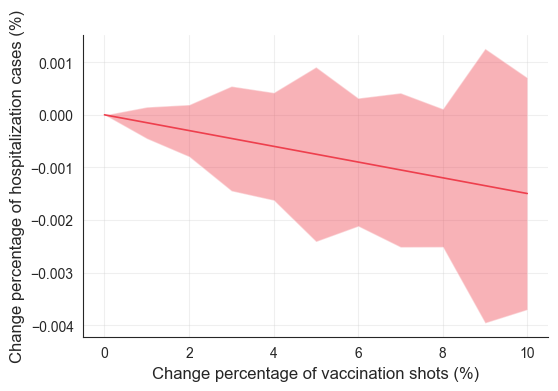 Change percentage of hospitalization cases (%)
0.001
0.000
−0.001
−0.002
−0.003
−0.004
0 2 4 6 8 10
Change percentage of vaccination shots (%)